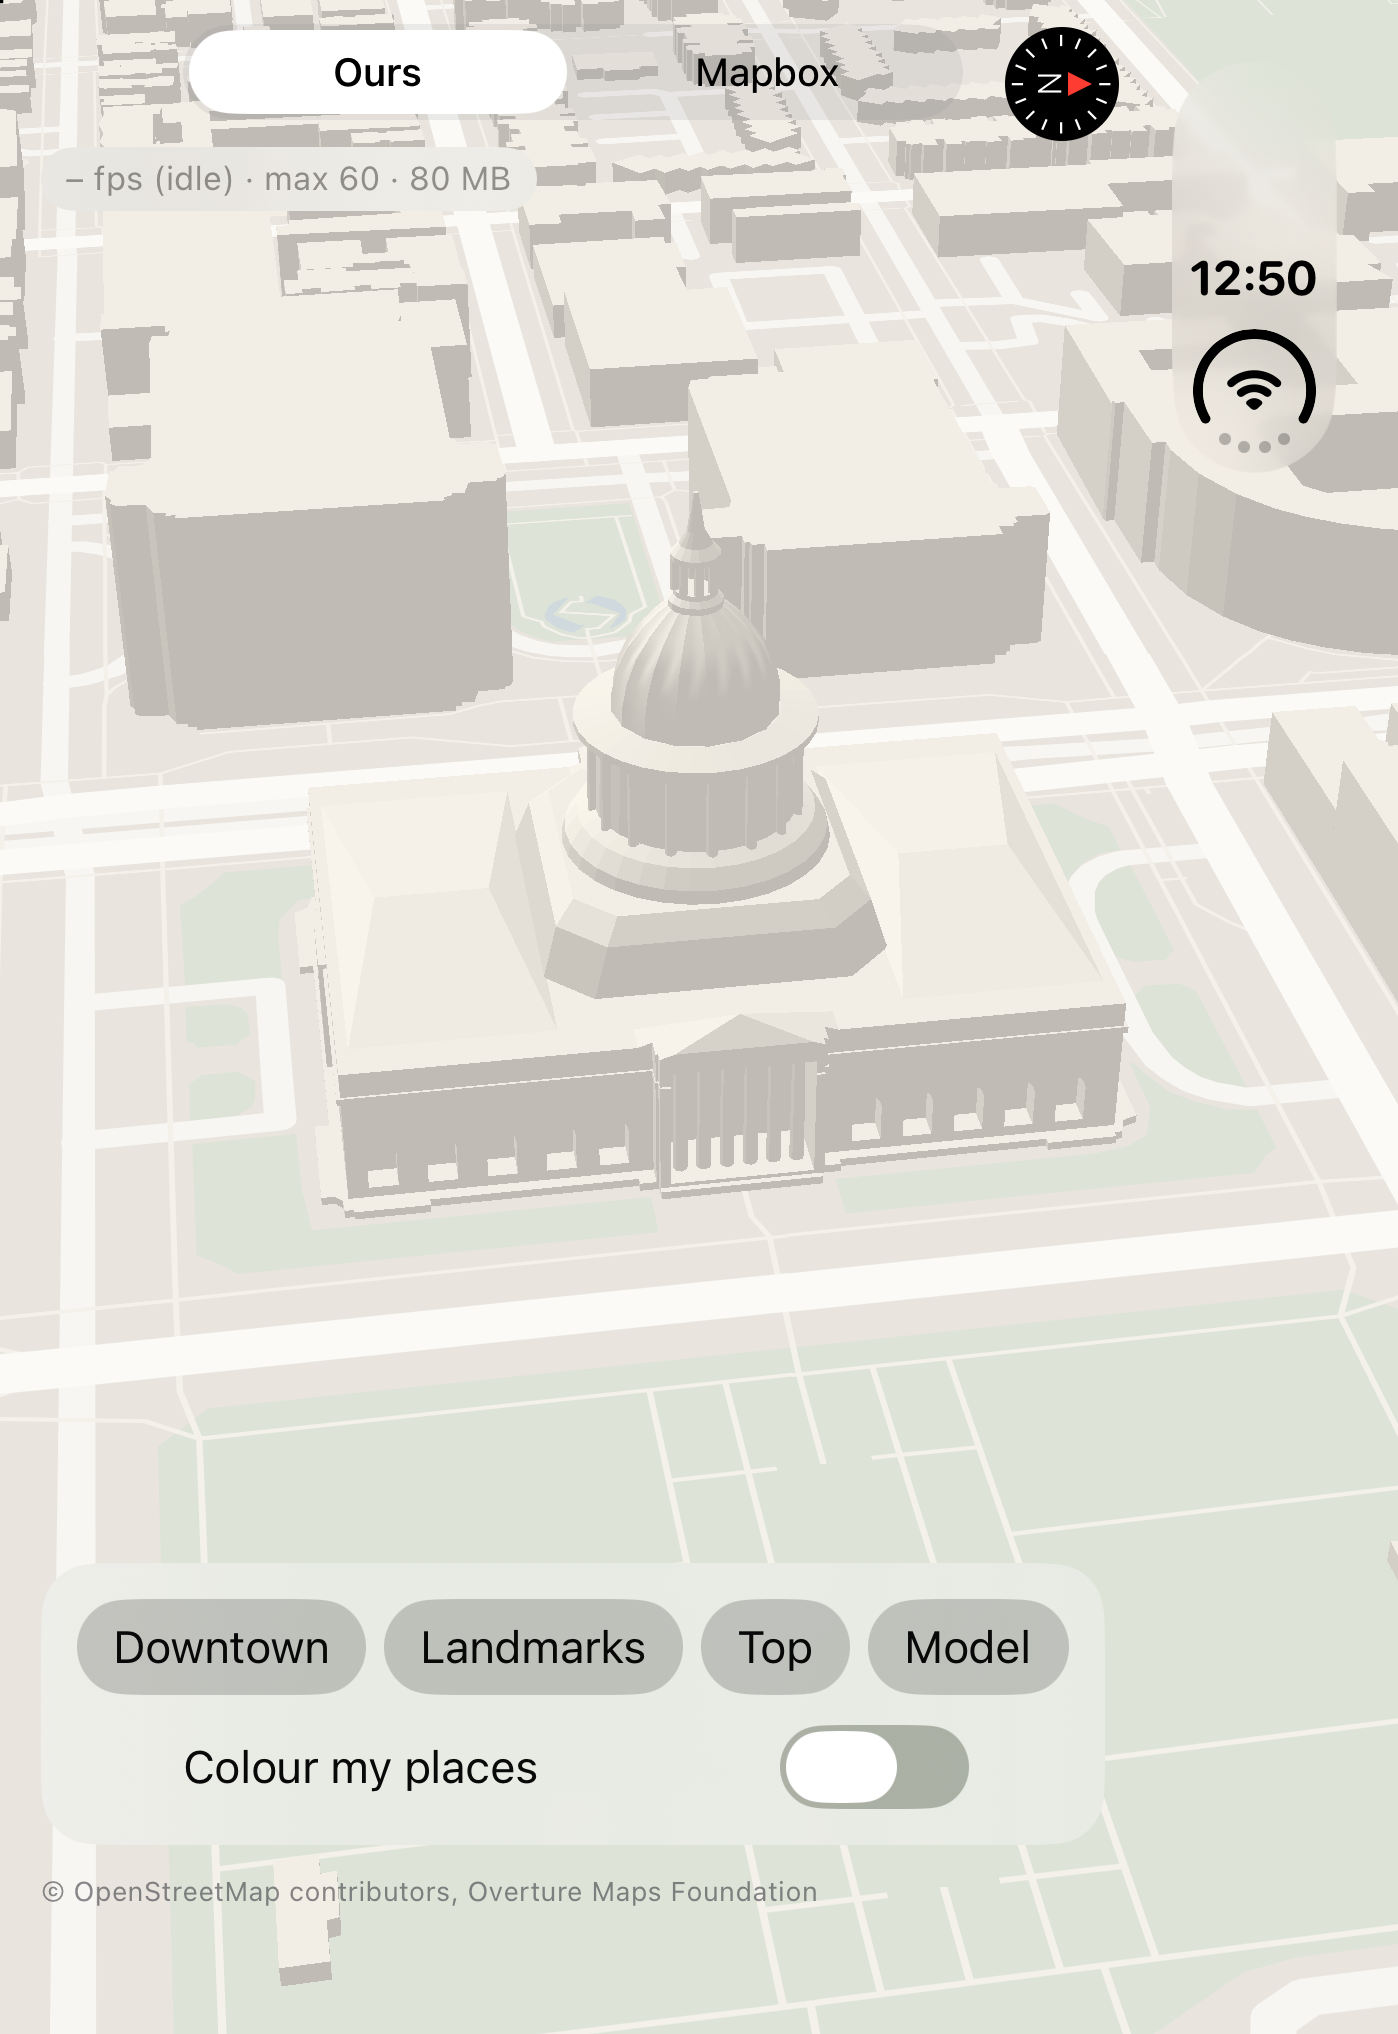 Ours
Mapbox
N
– fps (idle) · max 60 · 80 MB
12:50
Downtown
Landmarks
Top
Model
Colour my places
© OpenStreetMap contributors, Overture Maps Foundation